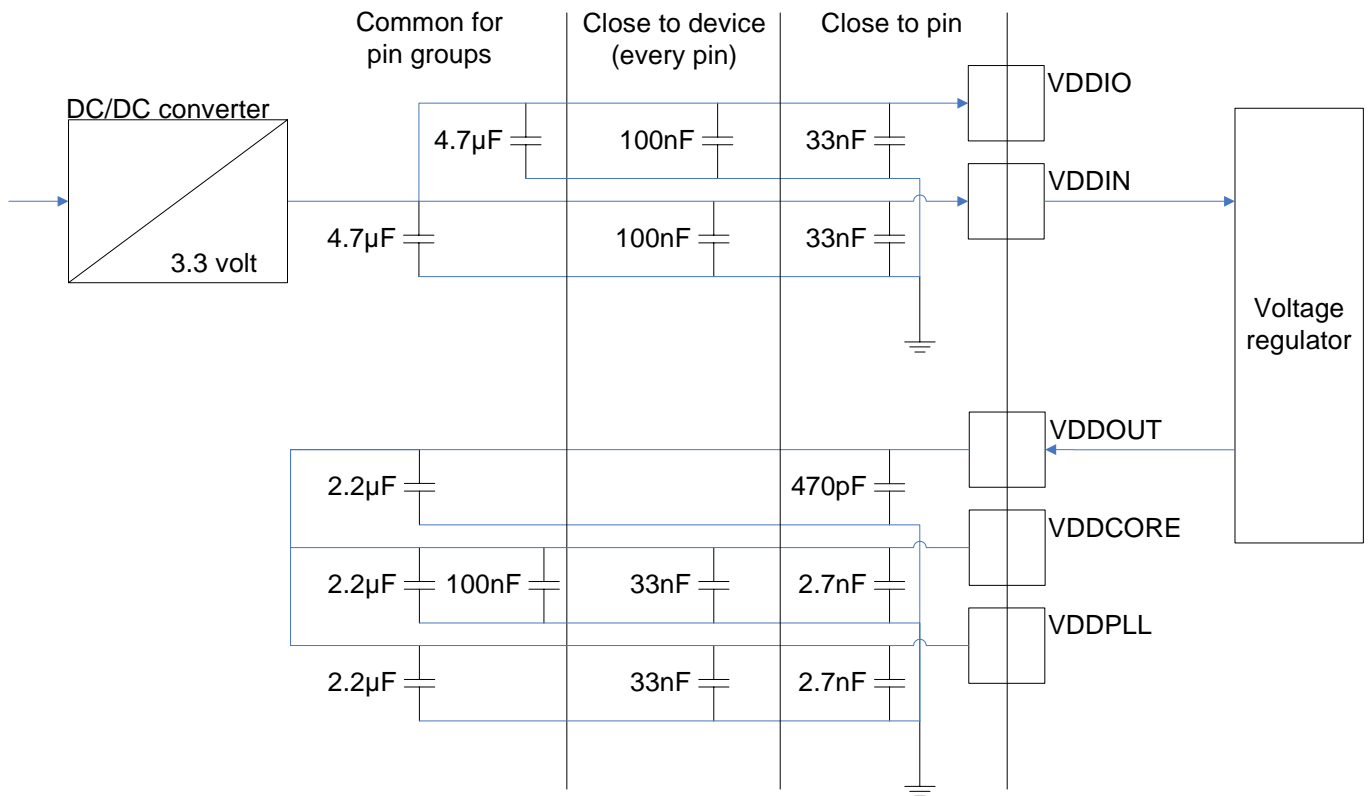 Common for
pin groups
Close to device
(every pin)
Close to pin
DC/DC converter
3.3 volt
4.7µF
100nF
33nF
VDDIO
4.7µF
100nF
33nF
VDDIN
Voltage
regulator
2.2µF
470pF
VDDOUT
2.2µF
100nF
33nF
2.7nF
VDDCORE
2.2µF
33nF
2.7nF
VDDPLL